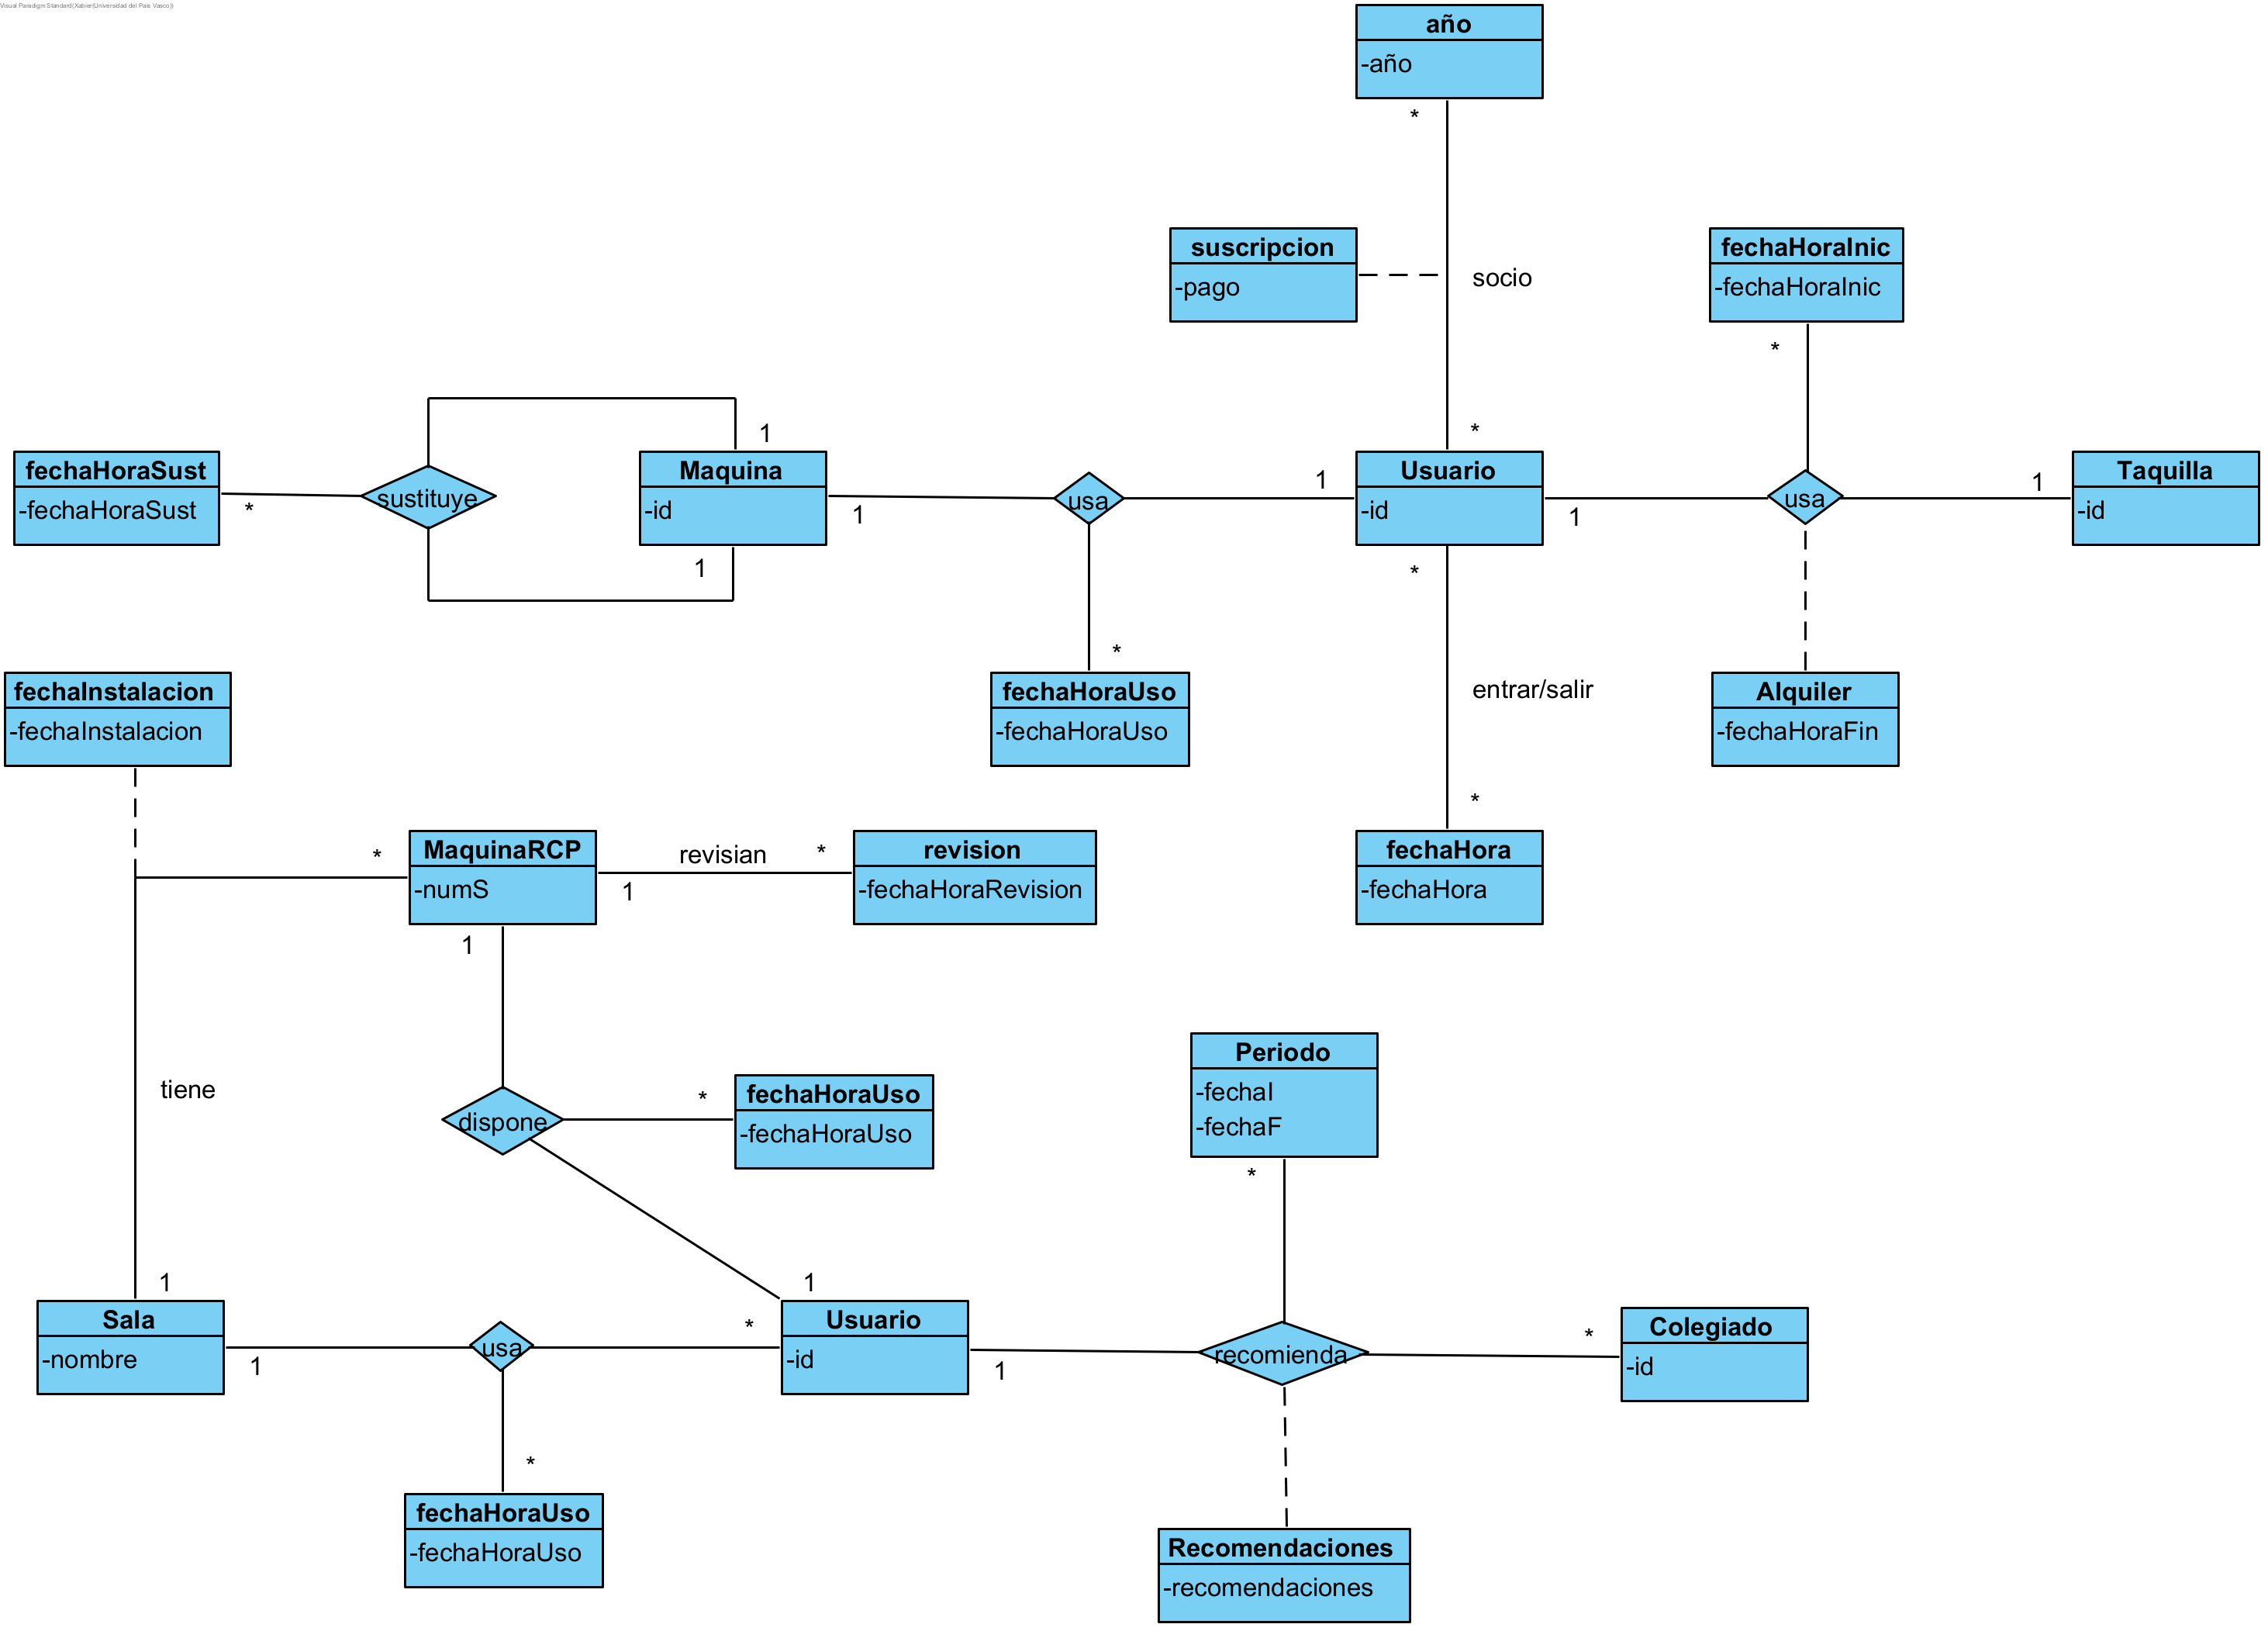 Visual Paradigm Standard(Xabier(Universidad del Pais Vasco))
año
-año
*
suscripcion
-pago
socio
fechaHoraInic
-fechaHoraInic
*
*
1
fechaHoraSust
-fechaHoraSust
*
sustituye
Maquina
-id
1
1
usa
1
Usuario
-id
1
usa
1
Taquilla
-id
*
*
fechaInstalacion
-fechaInstalacion
fechaHoraUso
-fechaHoraUso
entrar/salir
Alquiler
-fechaHoraFin
*
*
MaquinaRCP
-numS
1
revisian
*
1
revision
-fechaHoraRevision
fechaHora
-fechaHora
Periodo
-fechaI
-fechaF
*
tiene
dispone
*
fechaHoraUso
-fechaHoraUso
1
1
Sala
-nombre
1
usa
*
Usuario
-id
1
recomienda
*
Colegiado
-id
*
fechaHoraUso
-fechaHoraUso
Recomendaciones
-recomendaciones